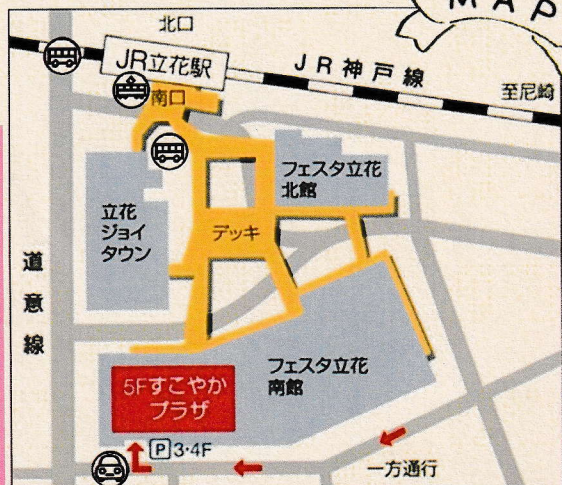 MAP
北口
JR立花駅
JR神戸線
至尼崎
南口
フェスタ立花
北館
立花
ジョイ
タウン
デッキ
道意線
フェスタ立花
南館
5Fすこやか
プラザ
P 3・4F
一方通行